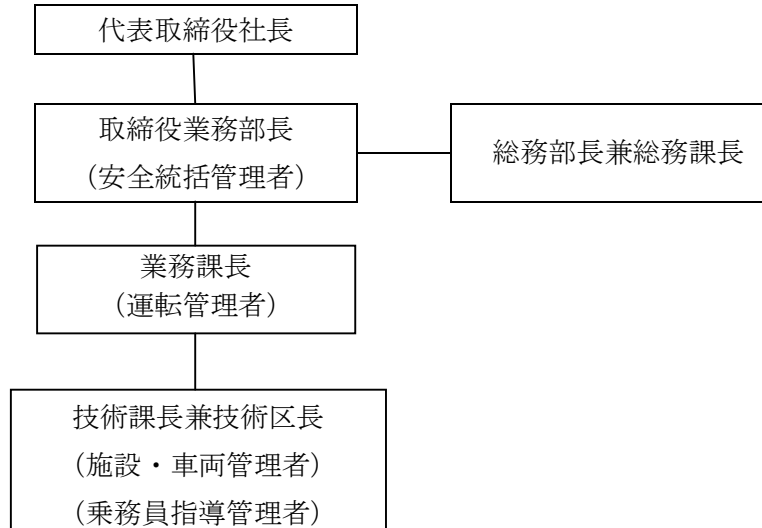 代表取締役社長
取締役業務部長
(安全統括管理者)
総務部長兼総務課長
業務課長
(運転管理者)
技術課長兼技術区長
(施設・車両管理者)
(乗務員指導管理者)